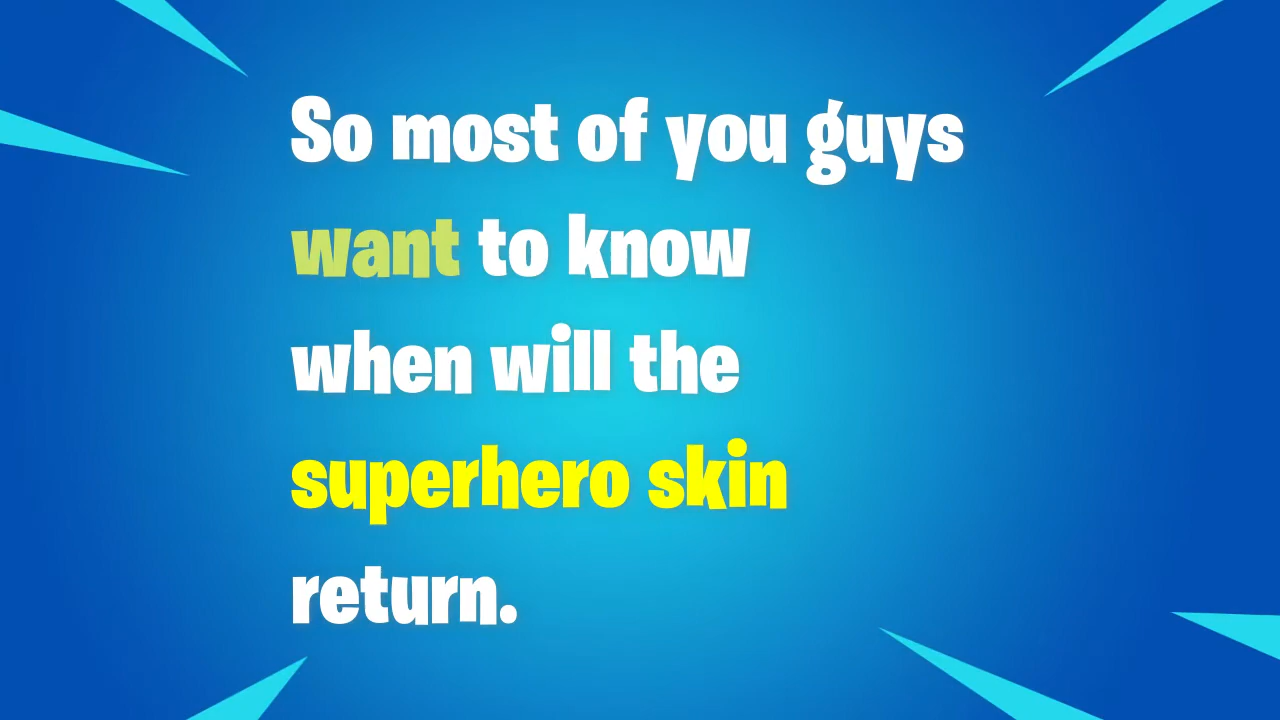 So most of you guys
want to know
when will the
superhero skin
return.